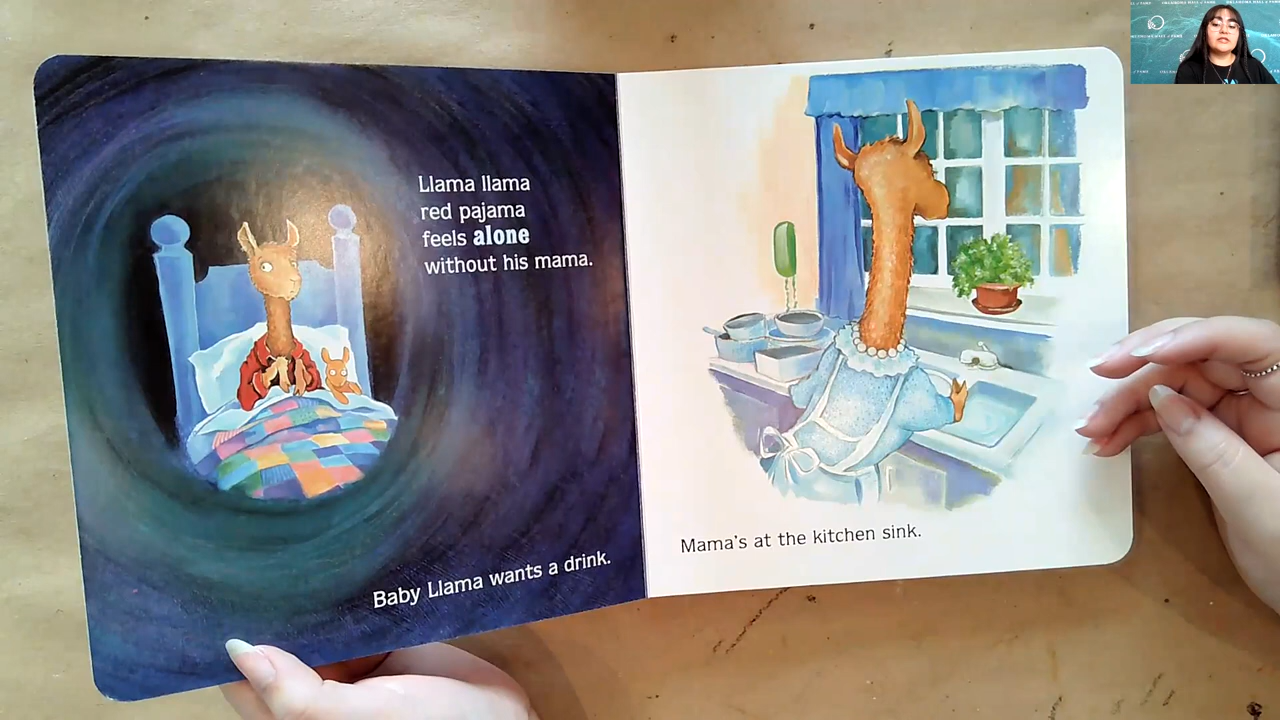 Llama llama
red pajama
feels alone
without his mama.
Baby Llama wants a drink.
Mama's at the kitchen sink.